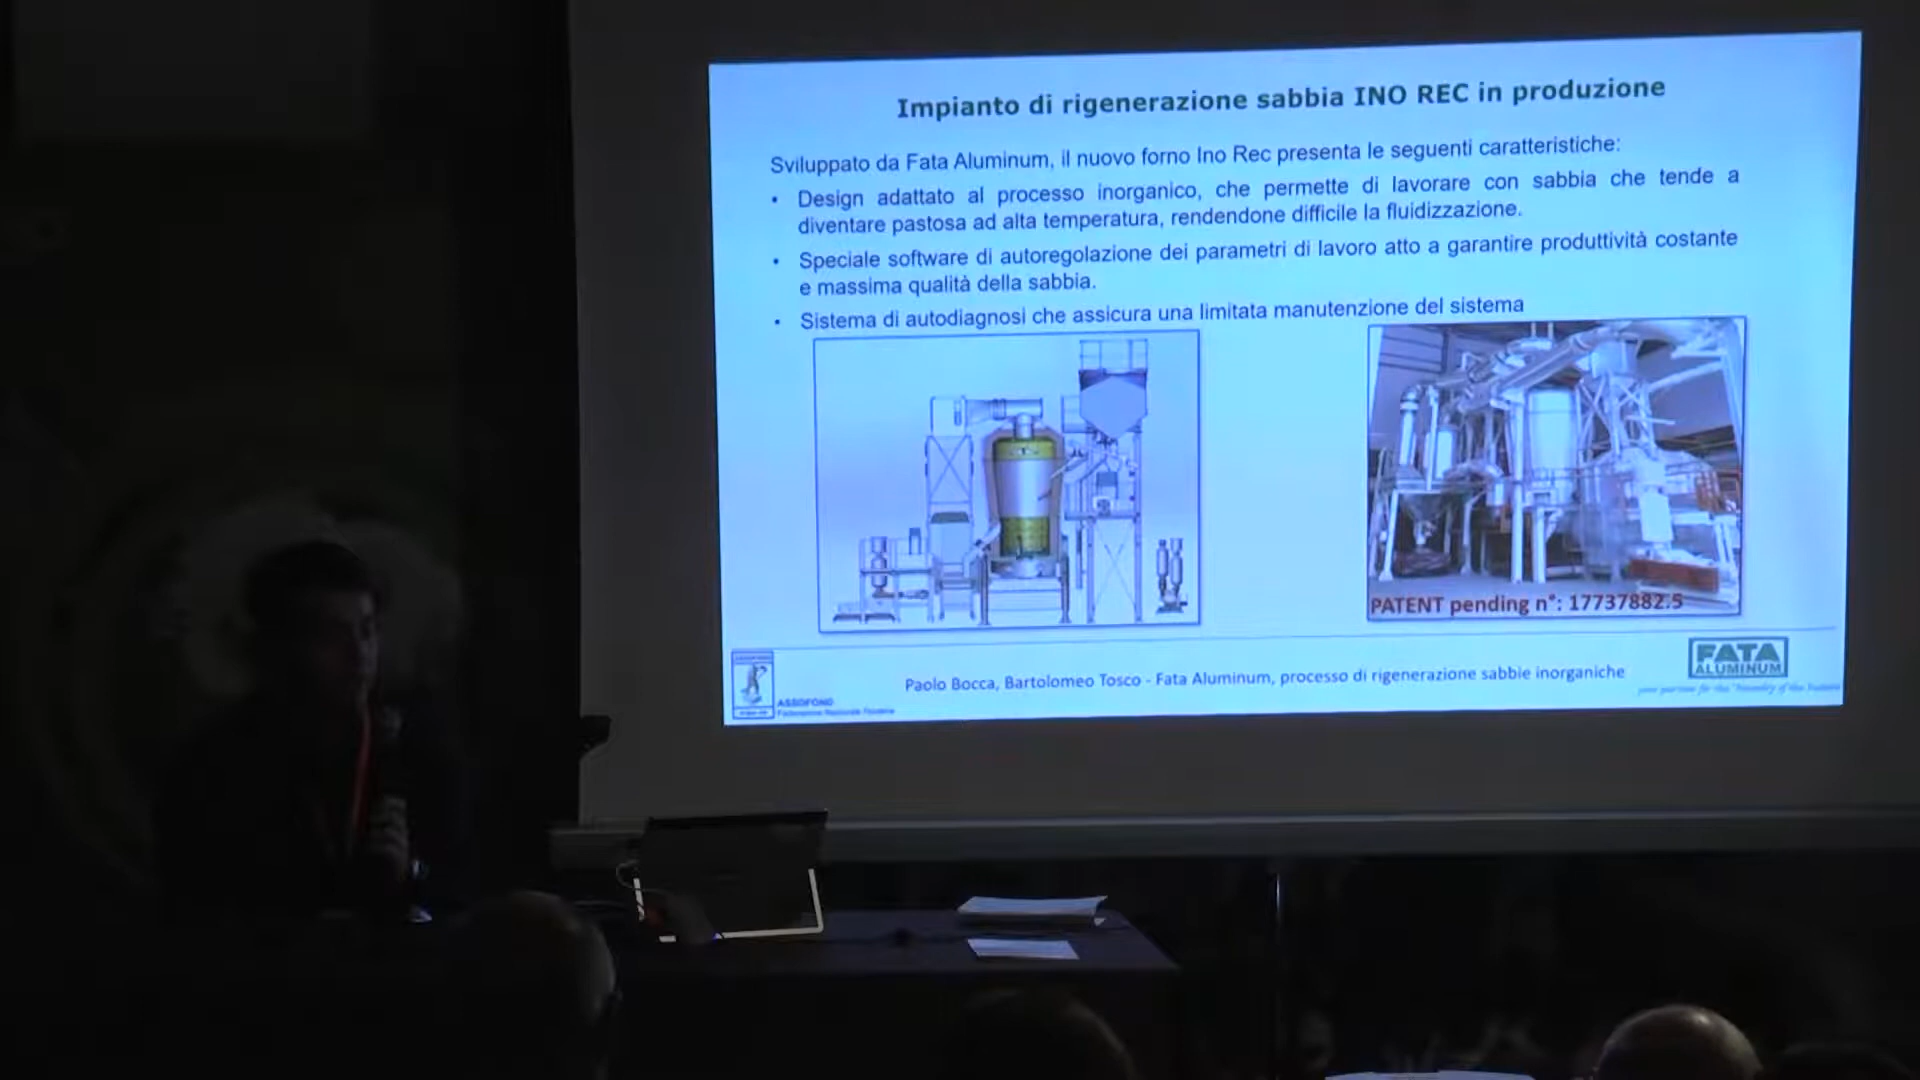 Impianto di rigenerazione sabbia INO REC in produzione
Sviluppato da Fata Aluminum, il nuovo forno Ino Rec presenta le seguenti caratteristiche:
• Design adattato al processo inorganico, che permette di lavorare con sabbia che tende a
diventare pastosa ad alta temperatura, rendendone difficile la fluidizzazione.
• Speciale software di autoregolazione dei parametri di lavoro atto a garantire produttività costante
e massima qualità della sabbia.
• Sistema di autodiagnosi che assicura una limitata manutenzione del sistema
PATENT pending n°: 17737882.5
Paolo Bocca, Bartolomeo Tosco - Fata Aluminum, processo di rigenerazione sabbie inorganiche
FATA
ALUMINUM
ASSOFOND